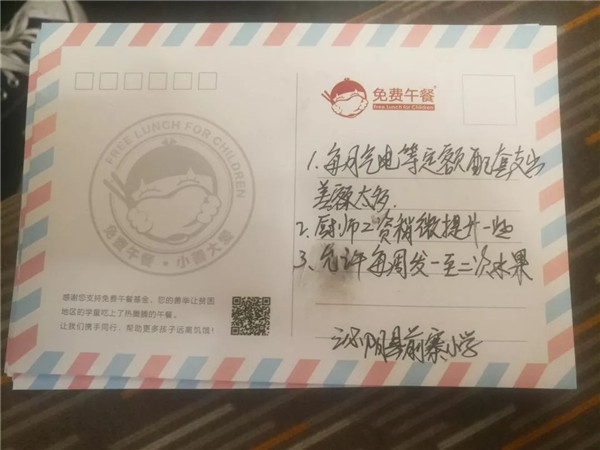 免费午餐
Free Lunch for Children
FREE LUNCH FOR CHILDREN
免费午餐·小善大爱
1. 每月气电等定额配套支出
差额太多.
2. 厨师工资稍微提升一些
3、允许每周发一至二次水果
泌阳县前寨小学
感谢您支持免费午餐基金，您的善举让贫困
地区的学童吃上了热腾腾的午餐。
让我们携手同行，帮助更多孩子远离饥饿！